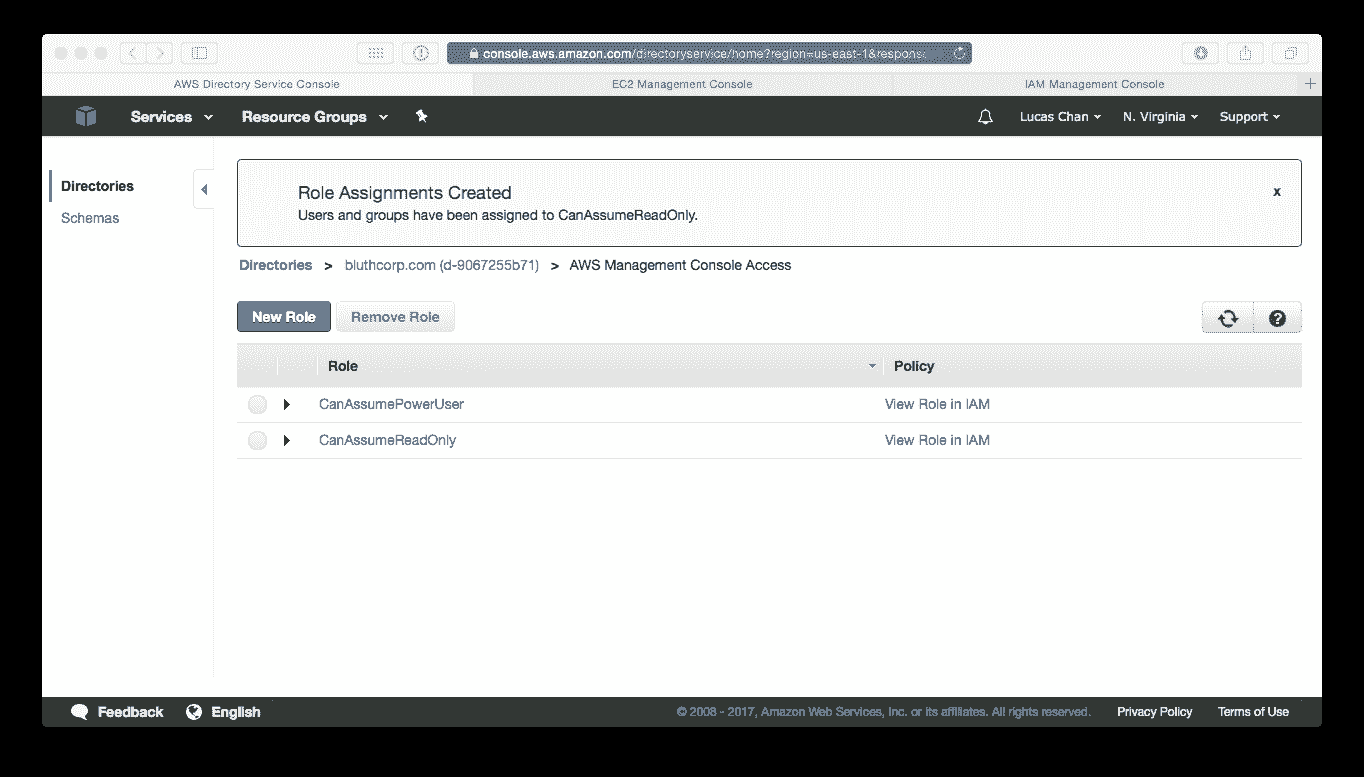 console.aws.amazon.com/directoryservice/home?region=us-east-1&respons
AWS Directory Service Console EC2 Management Console IAM Management Console
Services Resource Groups Lucas Chan N. Virginia Support
Directories
Schemas
Role Assignments Created x
Users and groups have been assigned to CanAssumeReadOnly.
Directories > bluthcorp.com (d-9067255b71) > AWS Management Console Access
New Role Remove Role ?
Role Policy
CanAssumePowerUser View Role in IAM
CanAssumeReadOnly View Role in IAM
Feedback English © 2008 - 2017, Amazon Web Services, Inc. or its affiliates. All rights reserved. Privacy Policy Terms of Use